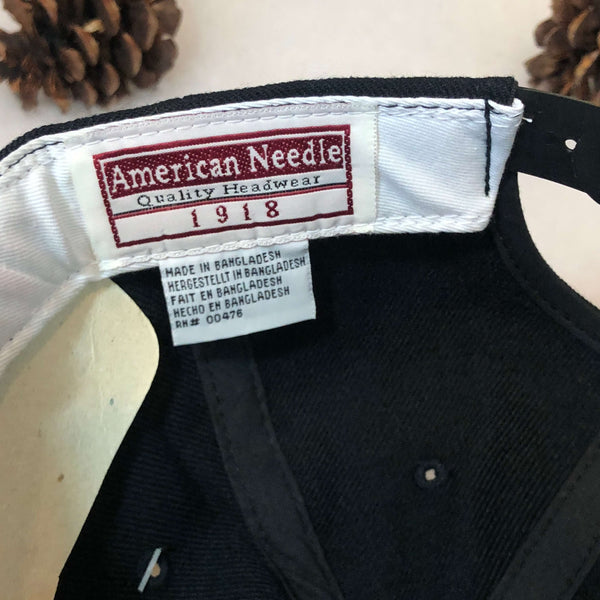 American Needle
Quality Headwear
1918
MADE IN BANGLADESH
HERGESTELLT IN BANGLADESH
FAIT EN BANGLADESH
HECHO EN BANGLADESH
RN# 00476